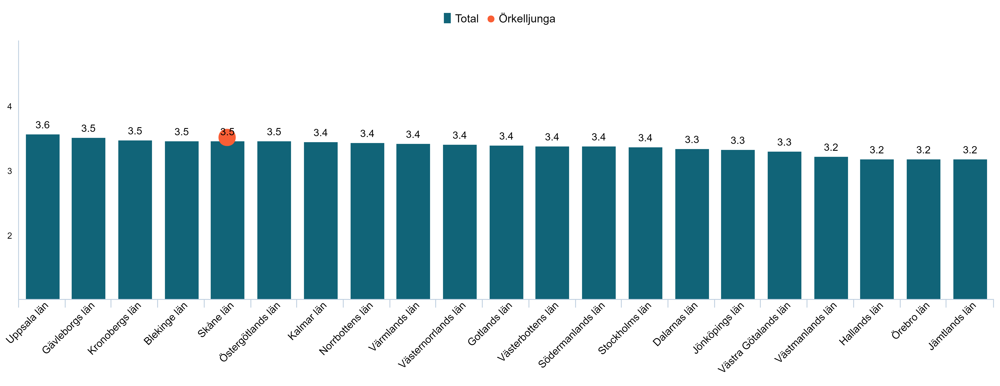 Total Örkelljunga
4
3
2
3.6 3.5 3.5 3.5 3.5 3.5 3.4 3.4 3.4 3.4 3.4 3.4 3.4 3.4 3.3 3.3 3.3 3.2 3.2 3.2 3.2
Uppsala län
Gävleborgs län
Kronobergs län
Blekinge län
Skåne län
Östergötlands län
Kalmar län
Norrbottens län
Värmlands län
Västernorrlands län
Gotlands län
Västerbottens län
Södermanlands län
Stockholms län
Dalarnas län
Jönköpings län
Västra Götalands län
Västmanlands län
Hallands län
Örebro län
Jämtlands län